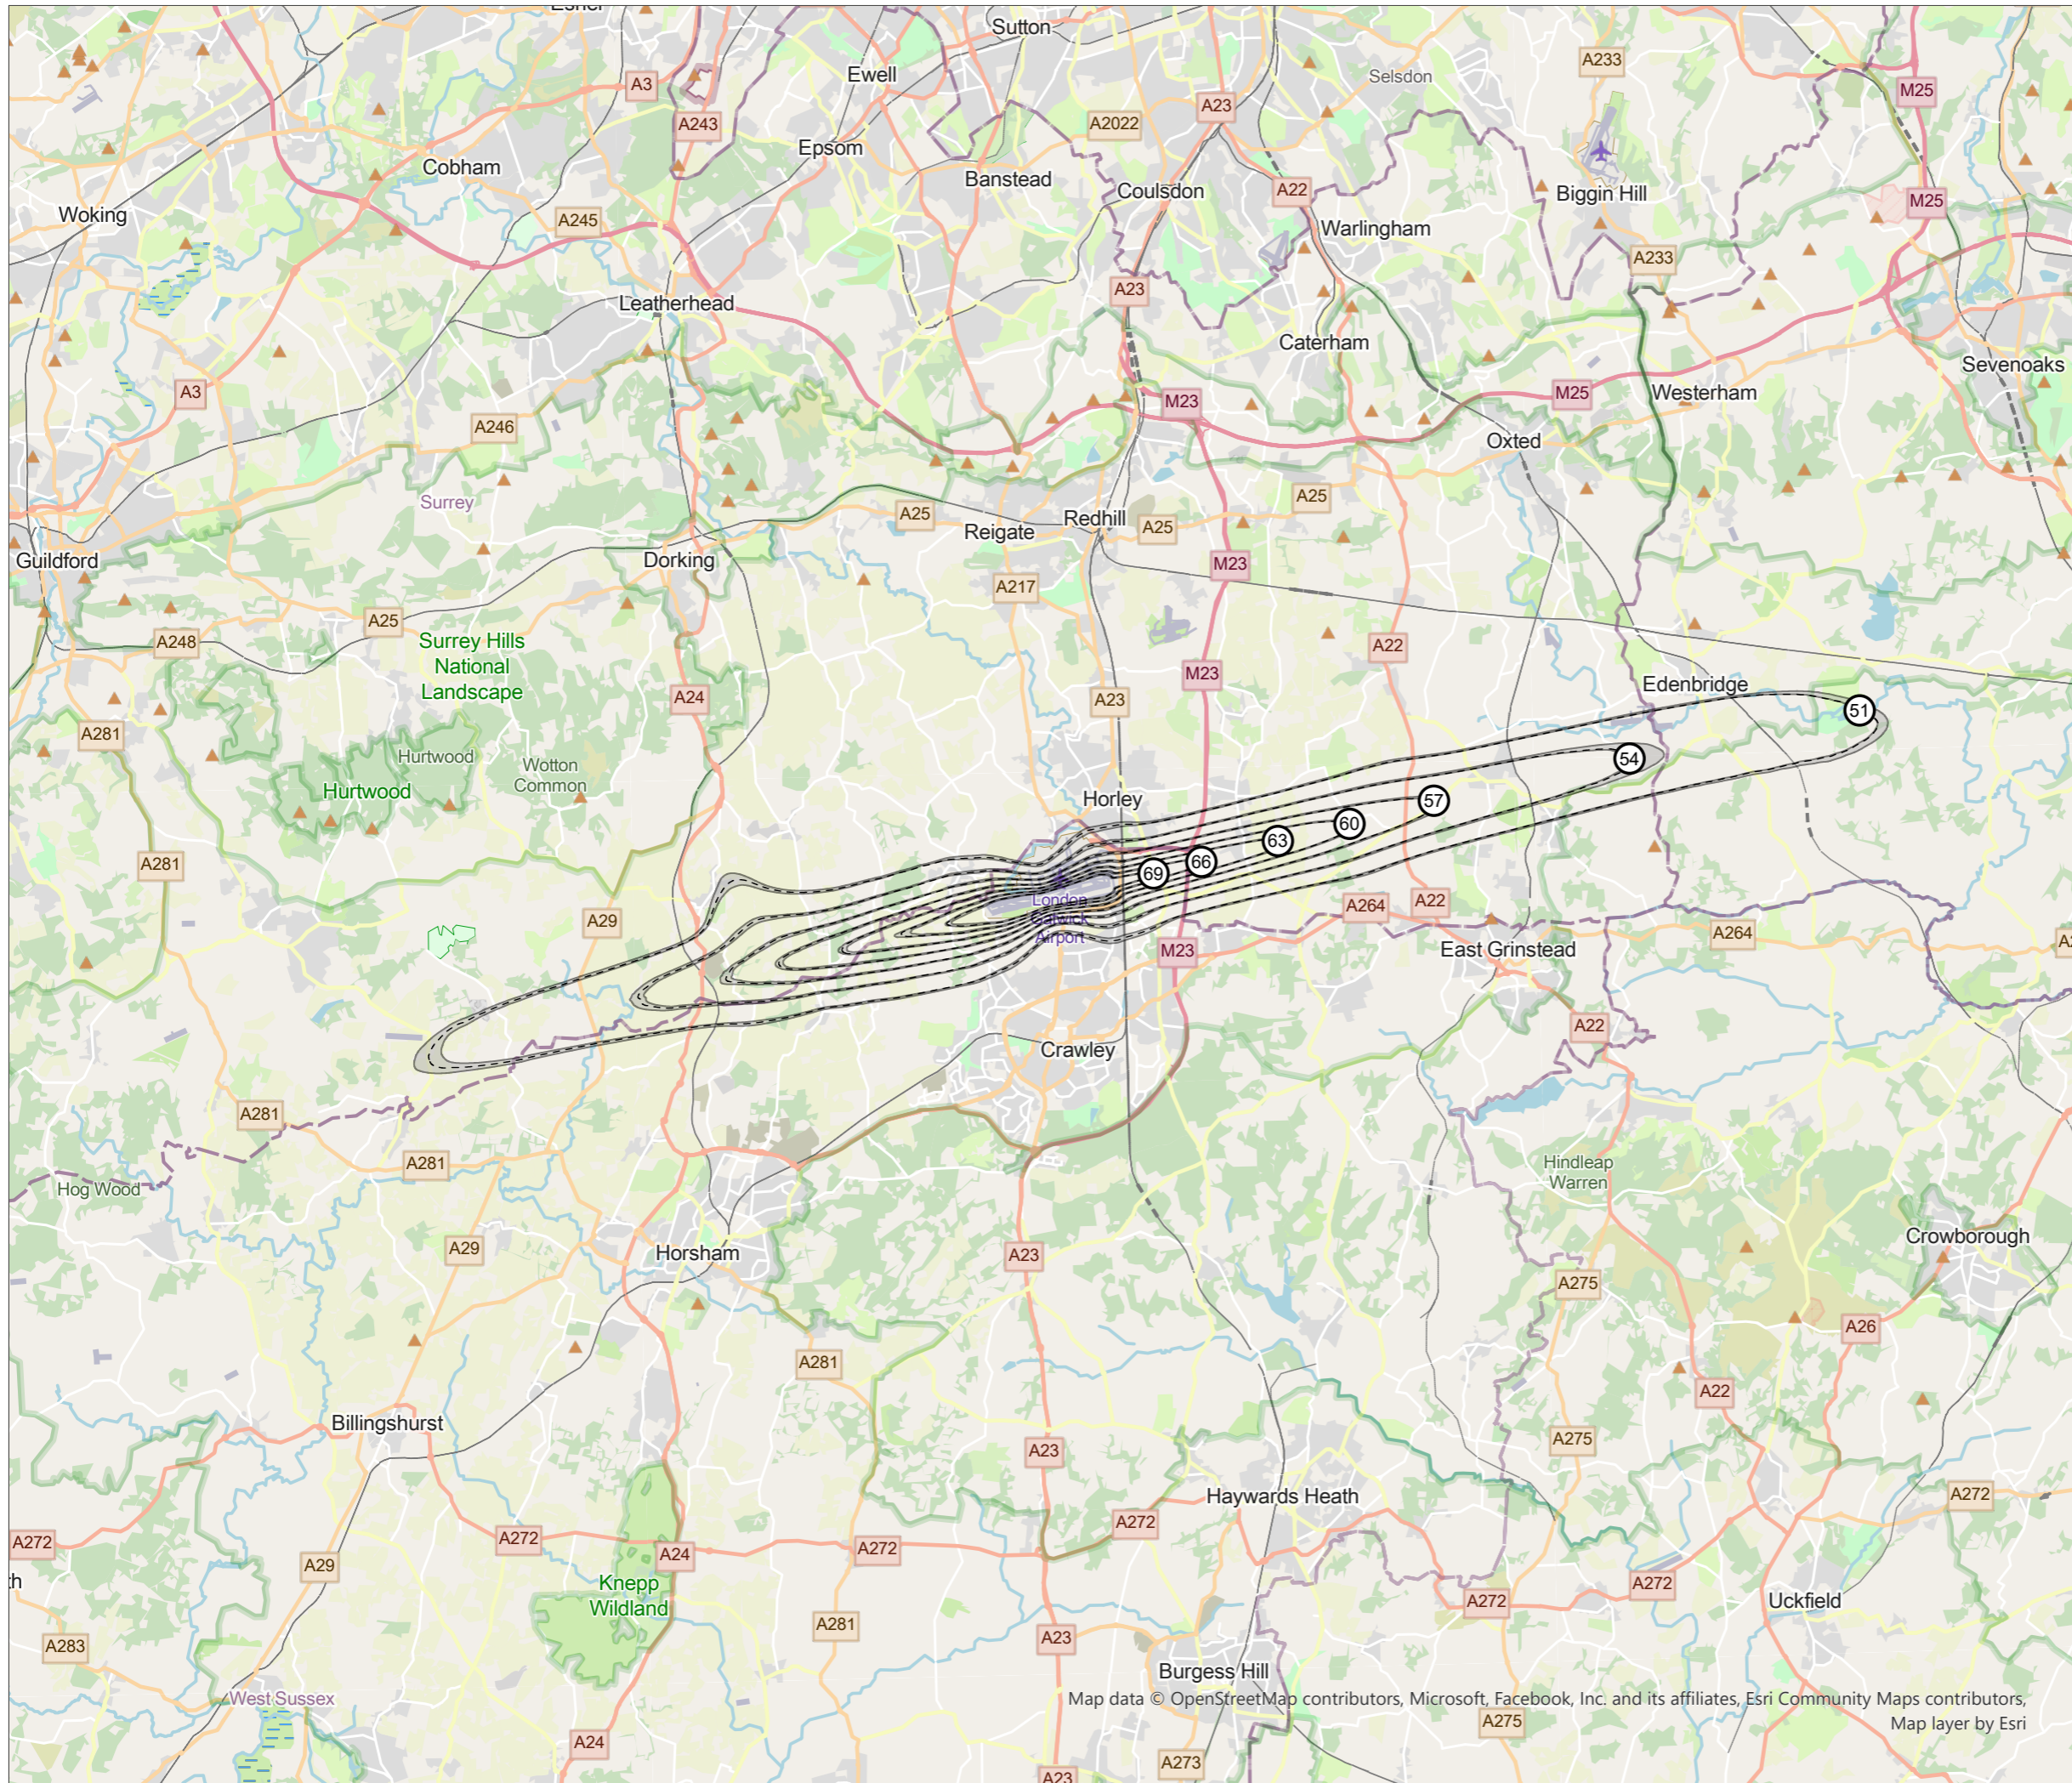 Sutton
Ewell
Selsdon
A233
A3
M25
A243
A23
A2022
Epsom
Cobham
Banstead
Coulsdon
A22
Biggin Hill
M25
Woking
A245
Warlingham
A233
A23
Leatherhead
Caterham
Sevenoaks
A3
M23
M25
Westerham
A246
Oxted
Surrey
A25
A25
Redhill
A25
Reigate
Guildford
Dorking
M23
A217
A25
A248
Surrey Hills
National
Landscape
A22
M23
Edenbridge
A24
A23
51
A281
Hurtwood
54
Wotton
Common
Hurtwood
Horley
57
60
63
A281
66
69
London
Gatwick
Airport
A29
A264
A22
A264
M23
East Grinstead
A22
Crawley
A281
A281
Hindleap
Warren
Hog Wood
A29
Horsham
A23
Crowborough
A275
A26
A281
A22
Billingshurst
A23
A275
Haywards Heath
A272
A272
A272
A272
A272
A24
A29
Knepp
Wildland
A272
A272
Uckfield
A281
A23
A283
Burgess Hill
West Sussex
Map data © OpenStreetMap contributors, Microsoft, Facebook, Inc. and its affiliates, Esri Community Maps contributors,
Map layer by Esri
A275
A24
A273
A23